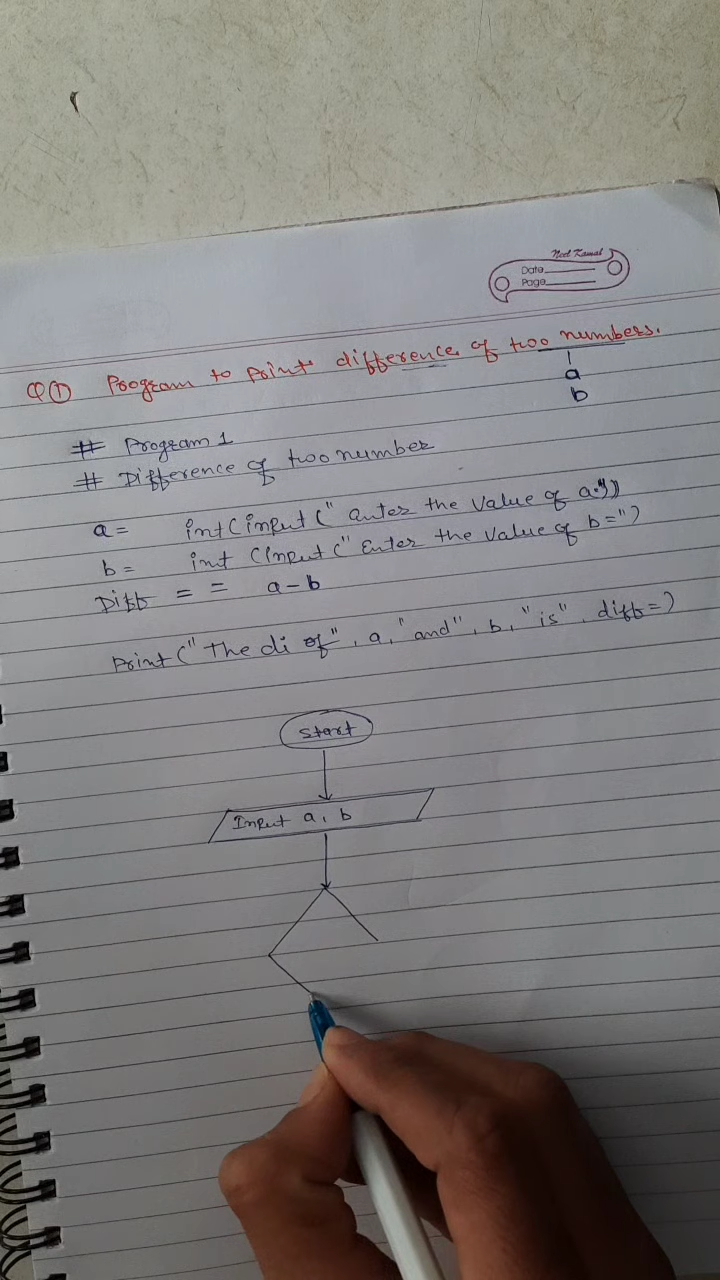 Neel Kamal
Date
Page
Q① Program to print difference of two numbers.
a
b
# Program 1
# Difference of two number
a = int(input(" enter the value of a="))
b = int (Input (" Enter the value of b=")
Diff = = a-b
Print (" The di of", a, "and", b, "is", diff=)
Start
Input a, b